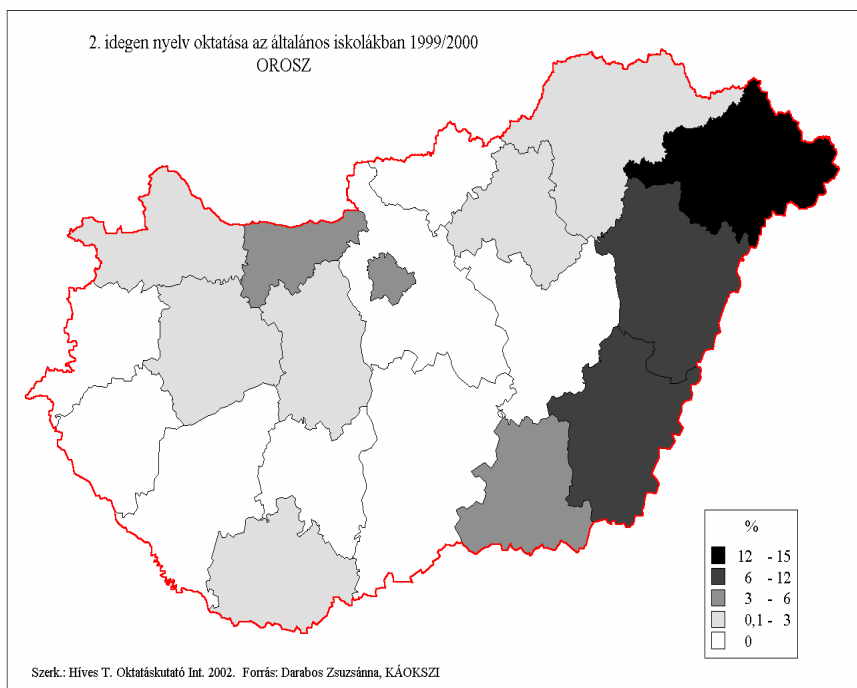 2. idegen nyelv oktatása az általános iskolákban 1999/2000
OROSZ
%
12 - 15
6 - 12
3 - 6
0,1 - 3
0
Szerk.: Híves T. Oktatáskutató Int. 2002. Forrás: Darabos Zsuzsánna, KÁOKSZI